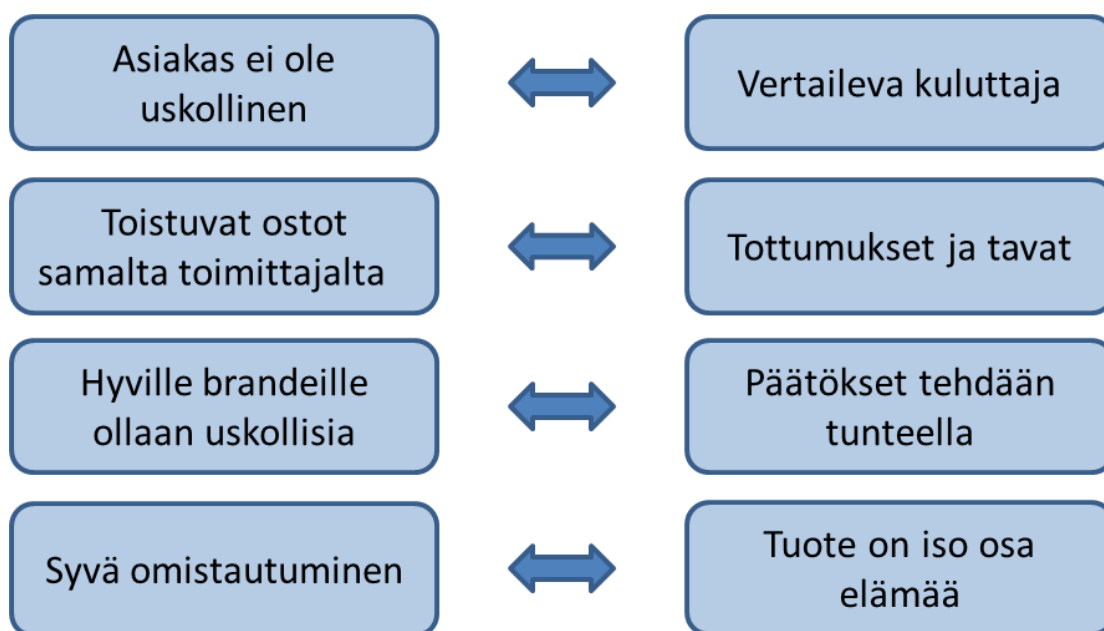 Asiakas ei ole
uskollinen
Vertaileva kuluttaja
Toistuvat ostot
samalta toimittajalta
Tottumukset ja tavat
Hyville brandeille
ollaan uskollisia
Päätökset tehdään
tunteella
Syvä omistautuminen
Tuote on iso osa
elämää